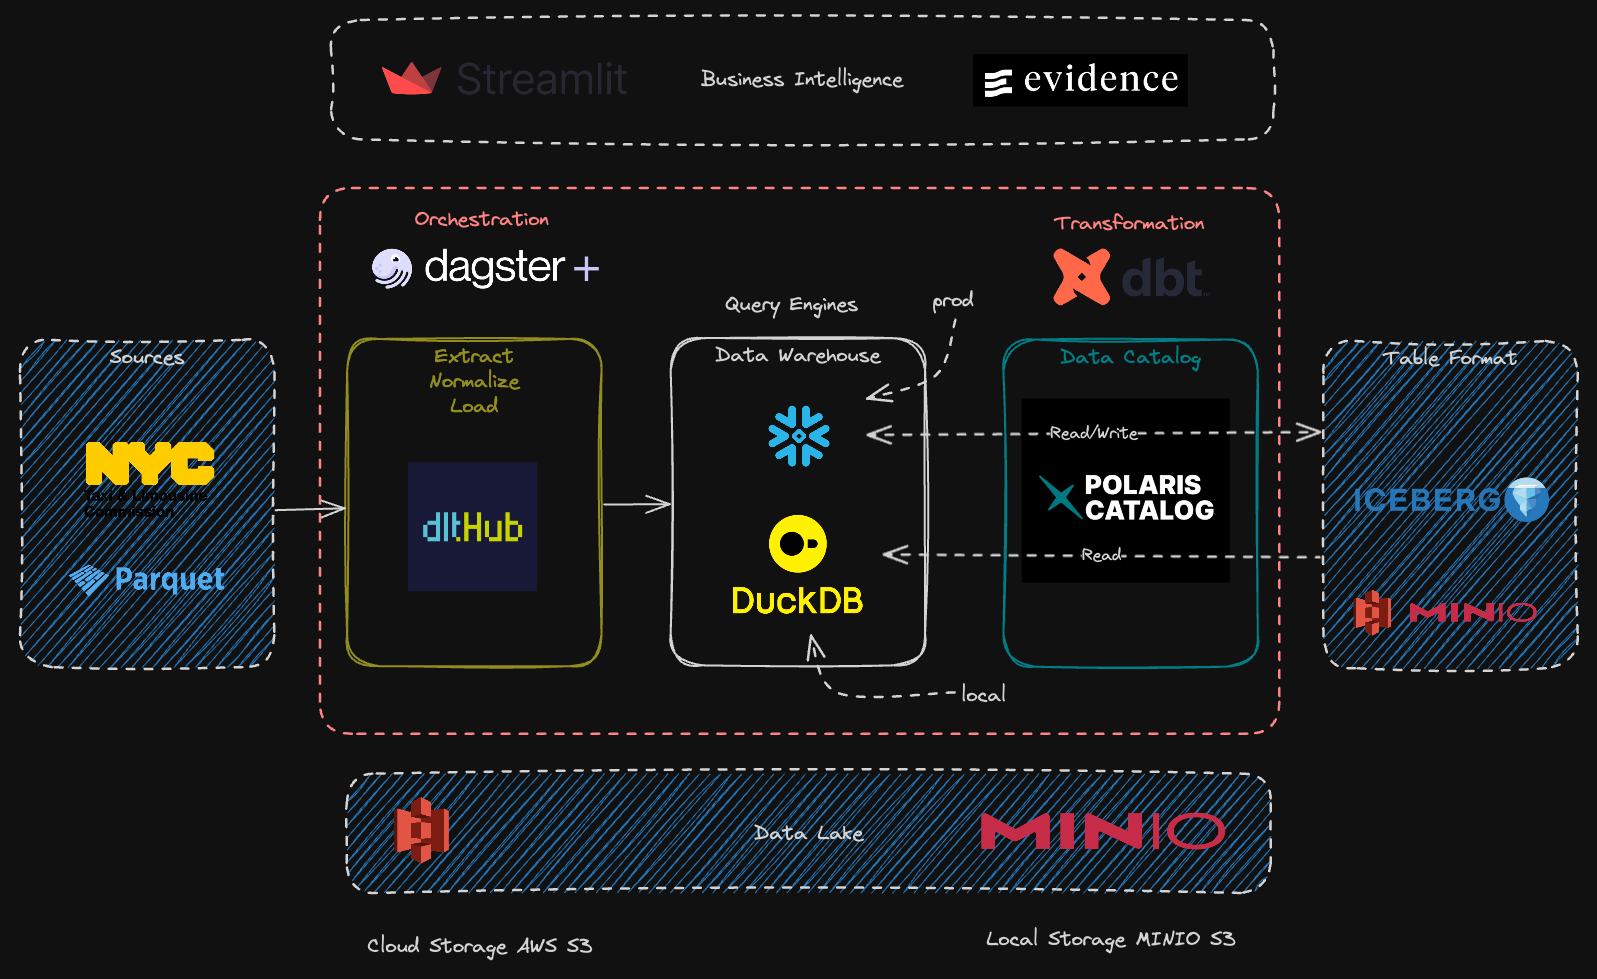 Streamlit
Business Intelligence
evidence
Orchestration
dagster+
Transformation
dbt
Query Engines
prod
Sources
NYC
Taxi & Limousine
Commission
Parquet
Extract
Normalize
Load
dltHub
Data Warehouse
DuckDB
local
Data Catalog
Read/Write
POLARIS
CATALOG
Read
Table Format
ICEBERG
MINIO
Data Lake
MINIO
Cloud Storage AWS S3
Local Storage MINIO S3